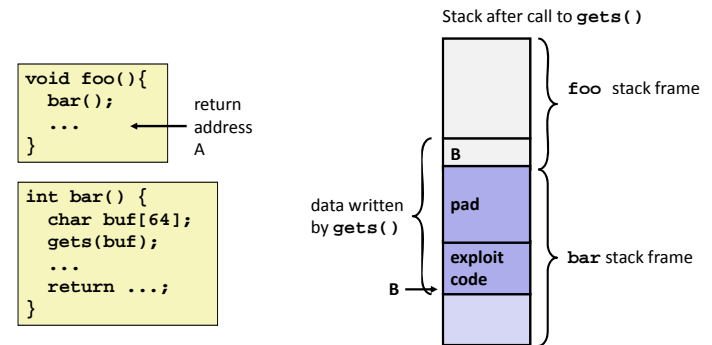 Stack after call to gets()
void foo(){
bar();
...
}
return
address
A
int bar() {
char buf[64];
gets(buf);
...
return ...;
}
foo stack frame
B
data written
by gets()
pad
exploit
code
B
bar stack frame